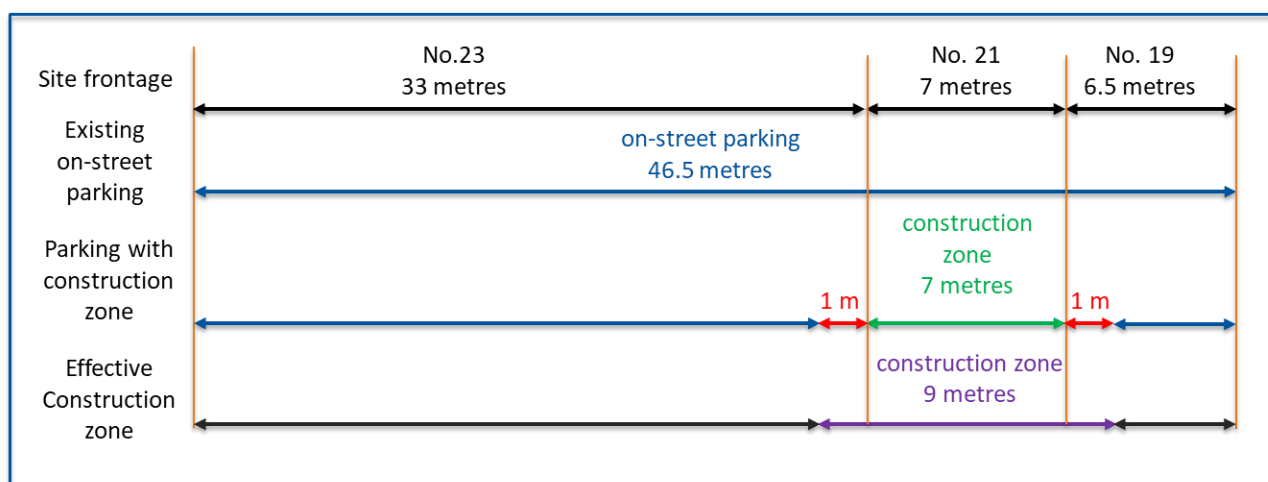 Site frontage
No.23
33 metres
No. 21
7 metres
No. 19
6.5 metres
Existing
on-street
parking
on-street parking
46.5 metres
Parking with
construction
zone
1 m
construction
zone
7 metres
1 m
Effective
Construction
zone
construction zone
9 metres